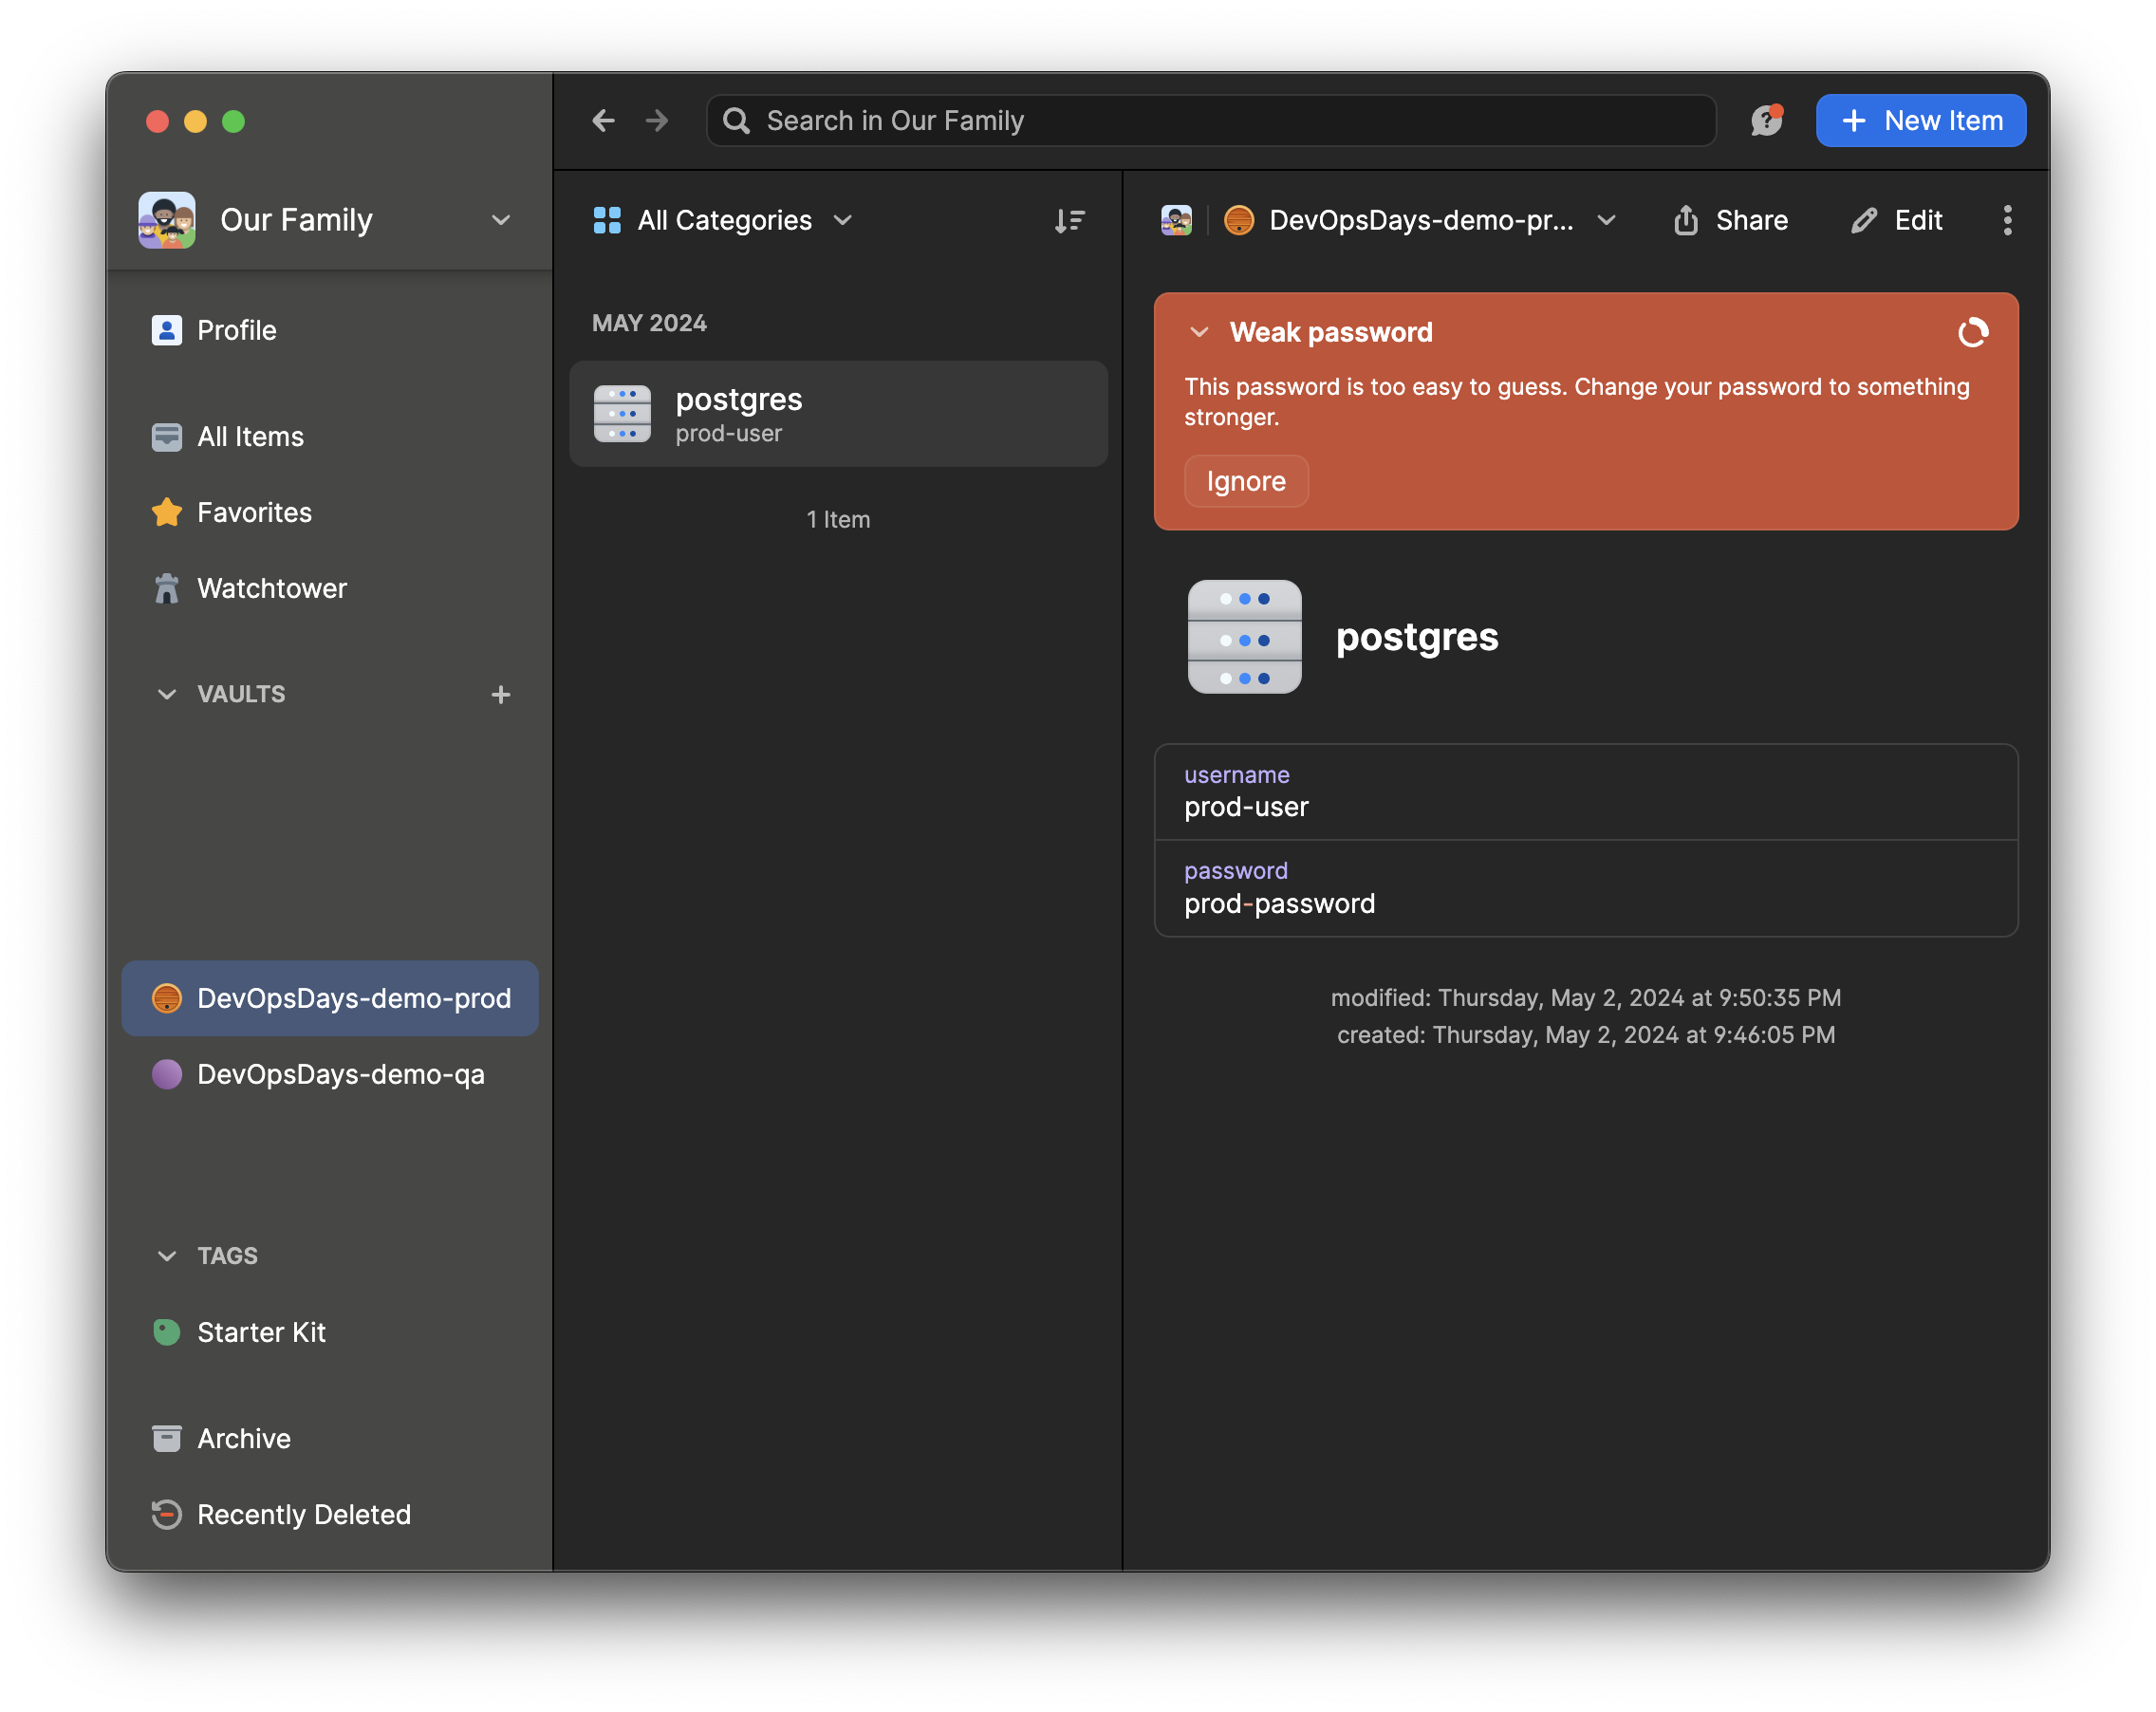 Our Family
Profile
All Items
Favorites
Watchtower
VAULTS
DevOpsDays-demo-prod
DevOpsDays-demo-qa
TAGS
Starter Kit
Archive
Recently Deleted
Search in Our Family
New Item
All Categories
MAY 2024
postgres
prod-user
1 Item
DevOpsDays-demo-pr...
Share
Edit
Weak password
This password is too easy to guess. Change your password to something
stronger.
Ignore
postgres
username
prod-user
password
prod-password
modified: Thursday, May 2, 2024 at 9:50:35 PM
created: Thursday, May 2, 2024 at 9:46:05 PM